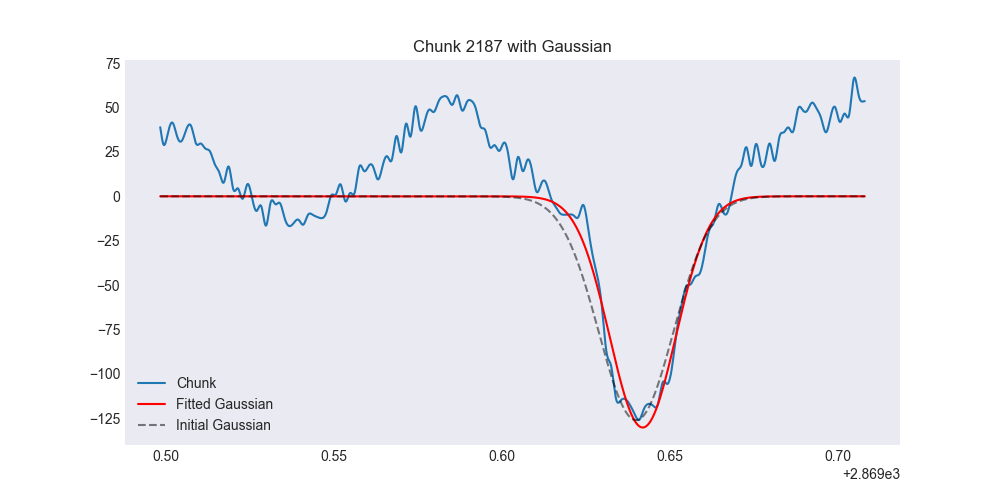 Chunk 2187 with Gaussian
75
50
25
0
−25
−50
−75
−100
−125
Chunk
Fitted Gaussian
Initial Gaussian
0.50 0.55 0.60 0.65 0.70
+2.869e3